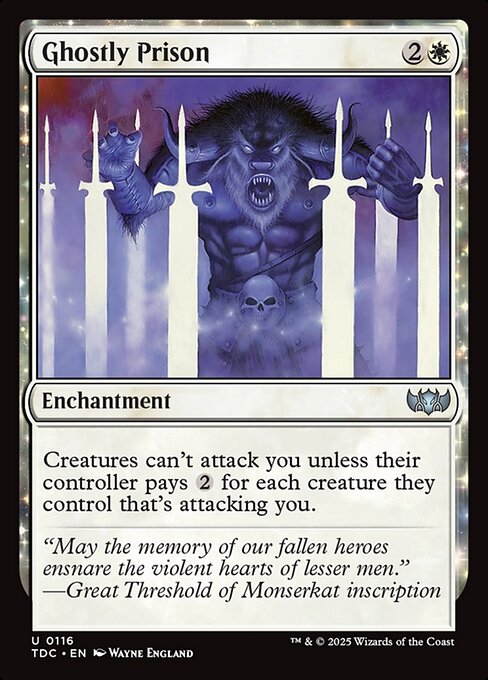 Ghostly Prison 2
Enchantment
Creatures can't attack you unless their
controller pays 2 for each creature they
control that's attacking you.
“May the memory of our fallen heroes
ensnare the violent hearts of lesser men.”
—Great Threshold of Monserkat inscription
U 0116
TDC • EN Wayne England
™ & © 2025 Wizards of the Coast